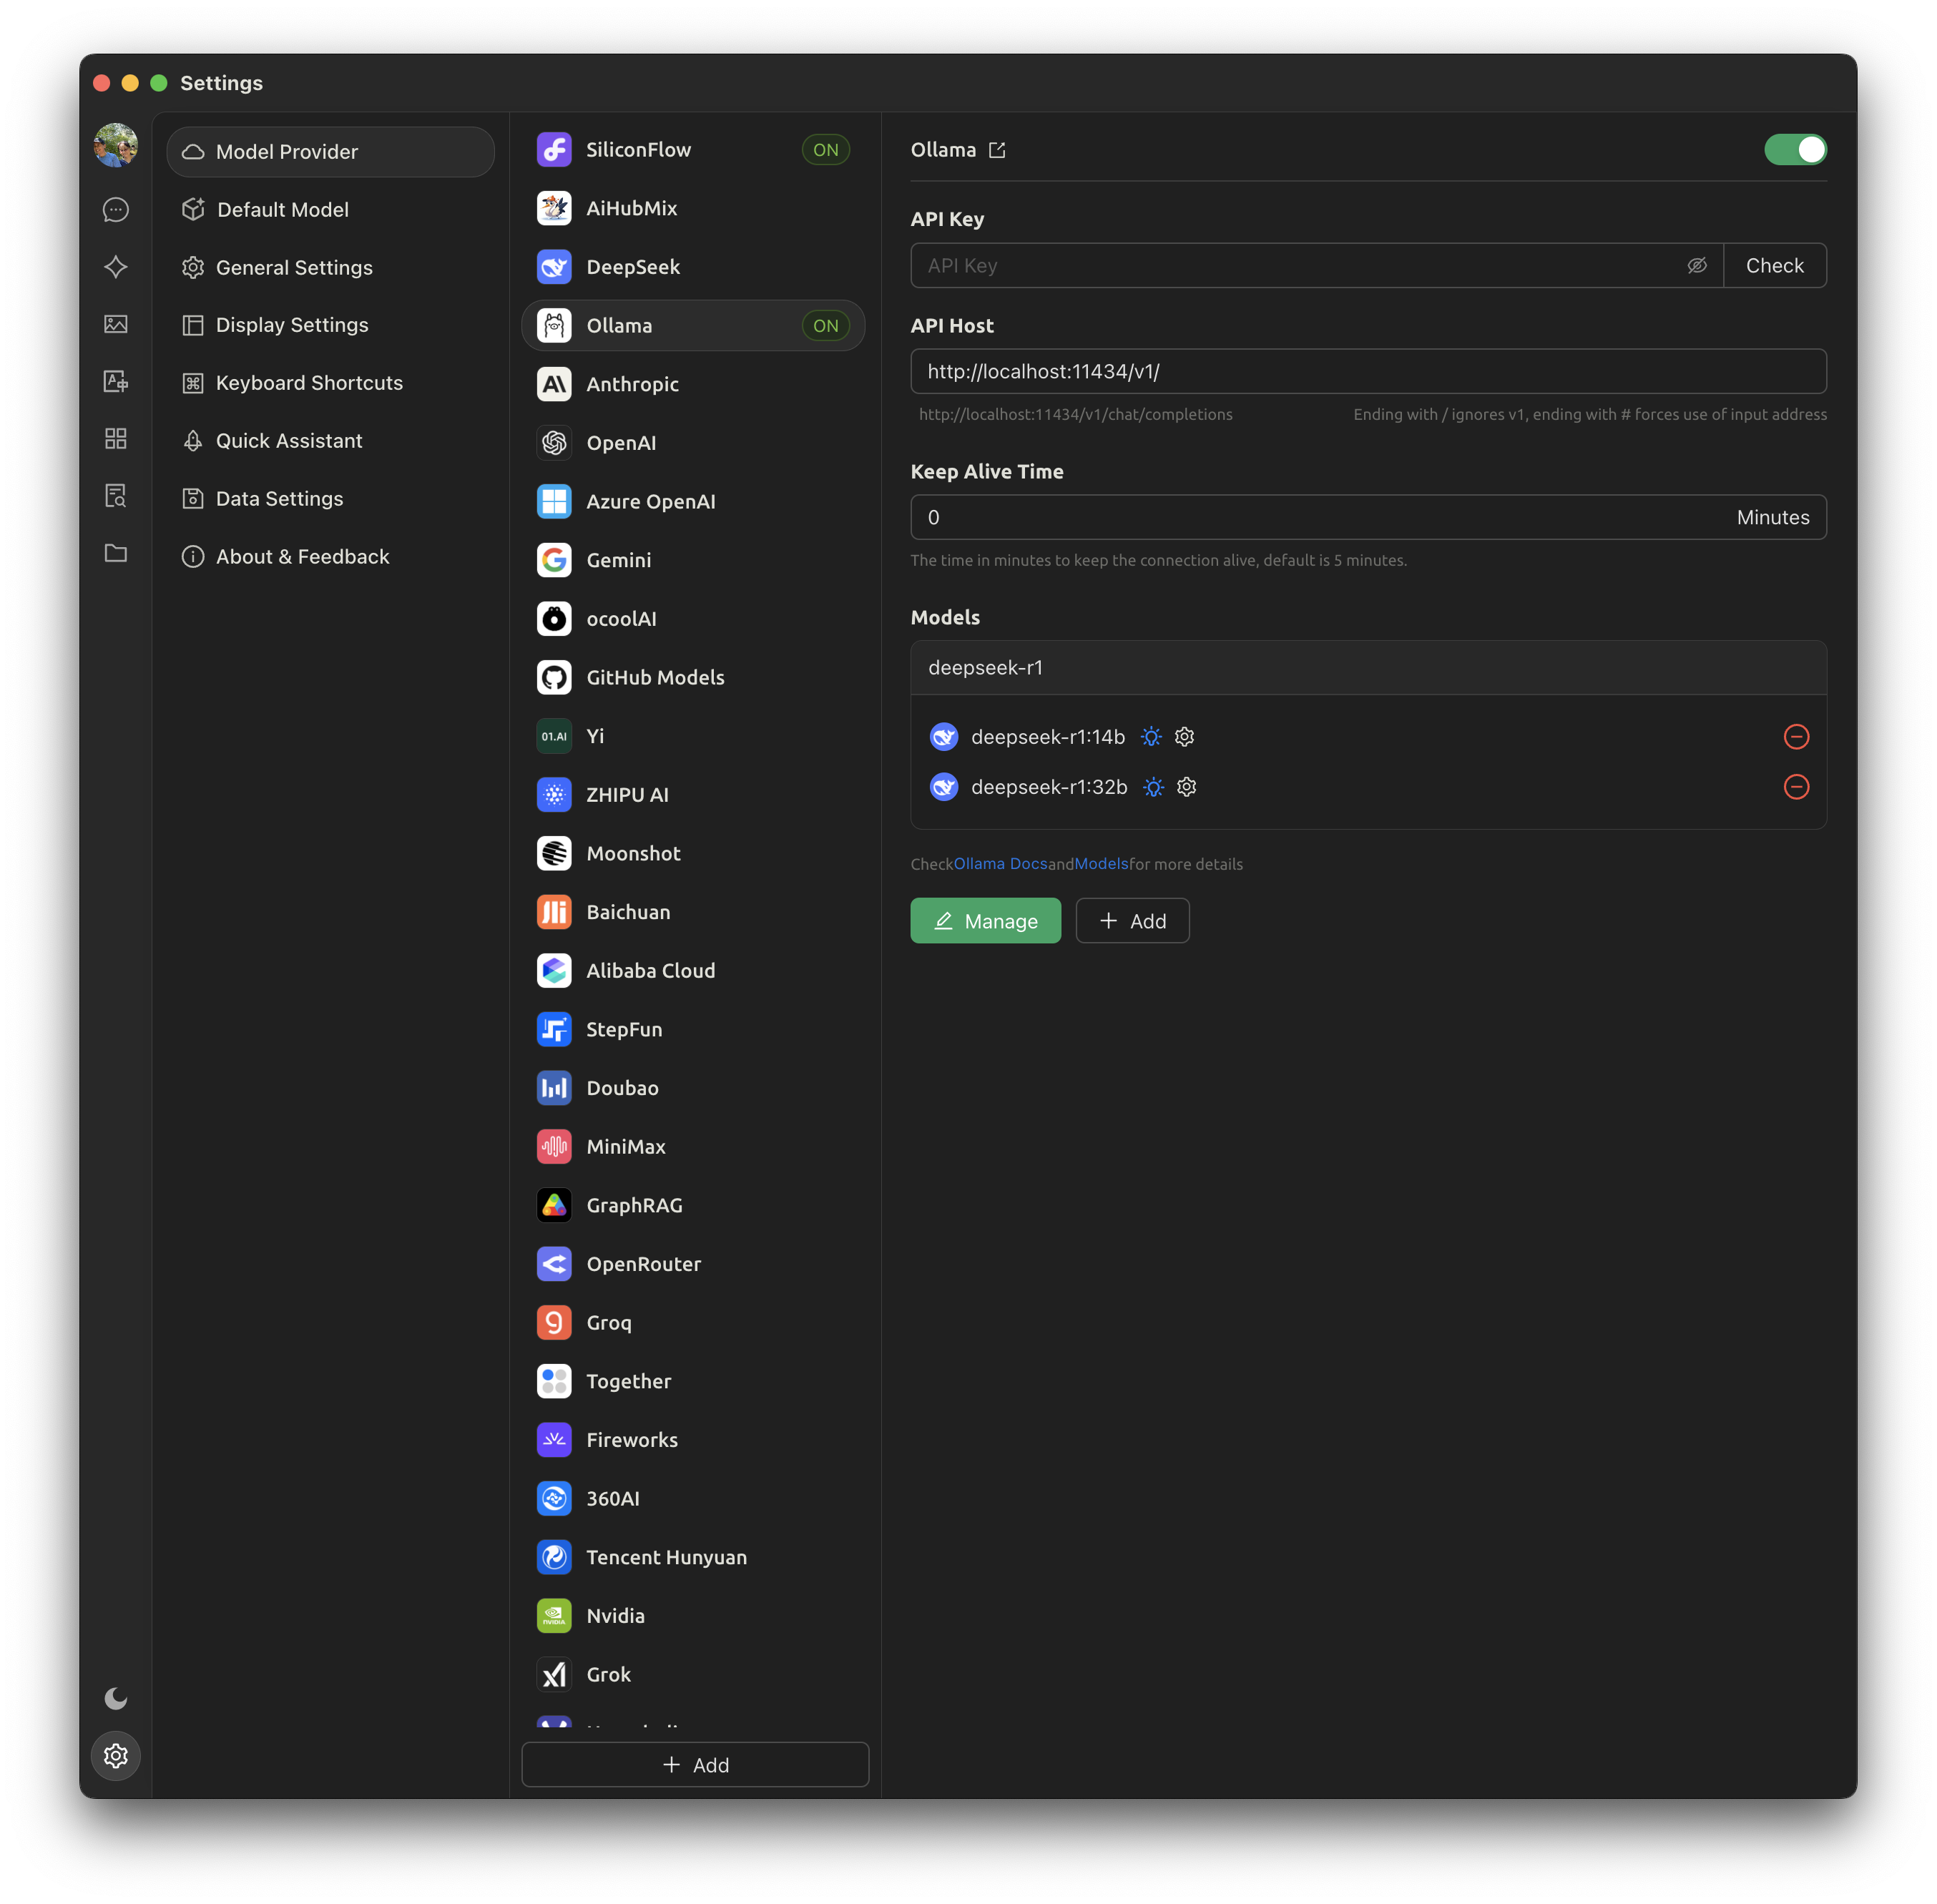 Settings
Model Provider
Default Model
General Settings
Display Settings
Keyboard Shortcuts
Quick Assistant
Data Settings
About & Feedback
SiliconFlow ON
AiHubMix
DeepSeek
Ollama ON
Anthropic
OpenAI
Azure OpenAI
Gemini
ocoolAI
GitHub Models
01.AI Yi
ZHIPU AI
Moonshot
Baichuan
Alibaba Cloud
StepFun
Doubao
MiniMax
GraphRAG
OpenRouter
Groq
Together
Fireworks
360AI
Tencent Hunyuan
NVIDIA Nvidia
Grok
+ Add
Ollama
API Key
API Key Check
API Host
http://localhost:11434/v1/
http://localhost:11434/v1/chat/completions Ending with / ignores v1, ending with # forces use of input address
Keep Alive Time
0 Minutes
The time in minutes to keep the connection alive, default is 5 minutes.
Models
deepseek-r1
deepseek-r1:14b
deepseek-r1:32b
CheckOllama DocsandModelsfor more details
Manage + Add